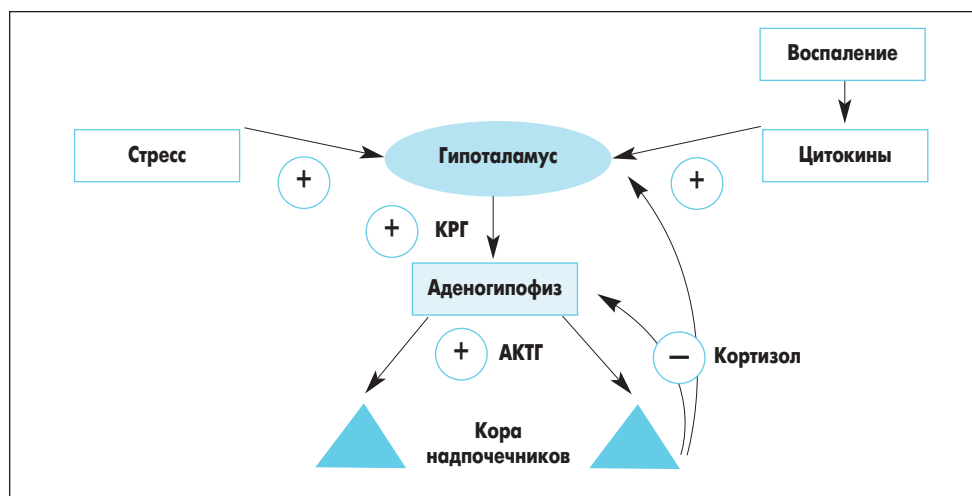 Воспаление
Стресс
Гипоталамус
Цитокины
+
+
+
КРГ
Аденогипофиз
+
АКТГ
−
Кортизол
Кора
надпочечников